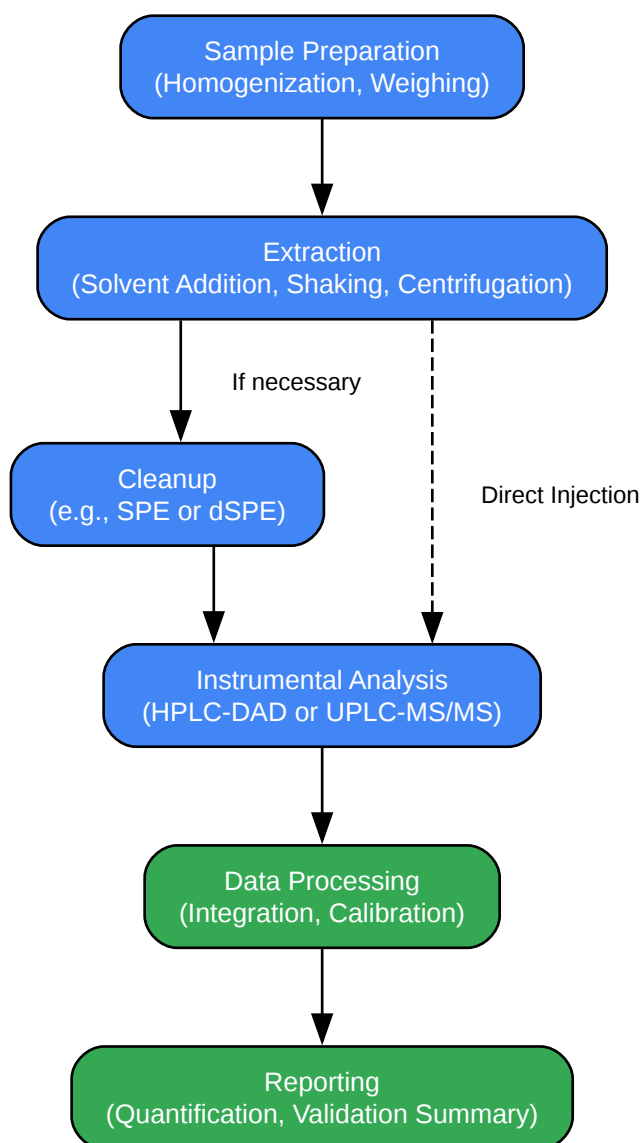 Sample Preparation
(Homogenization, Weighing)
Extraction
(Solvent Addition, Shaking, Centrifugation)
If necessary
Cleanup
(e.g., SPE or dSPE)
Direct Injection
Instrumental Analysis
(HPLC-DAD or UPLC-MS/MS)
Data Processing
(Integration, Calibration)
Reporting
(Quantification, Validation Summary)